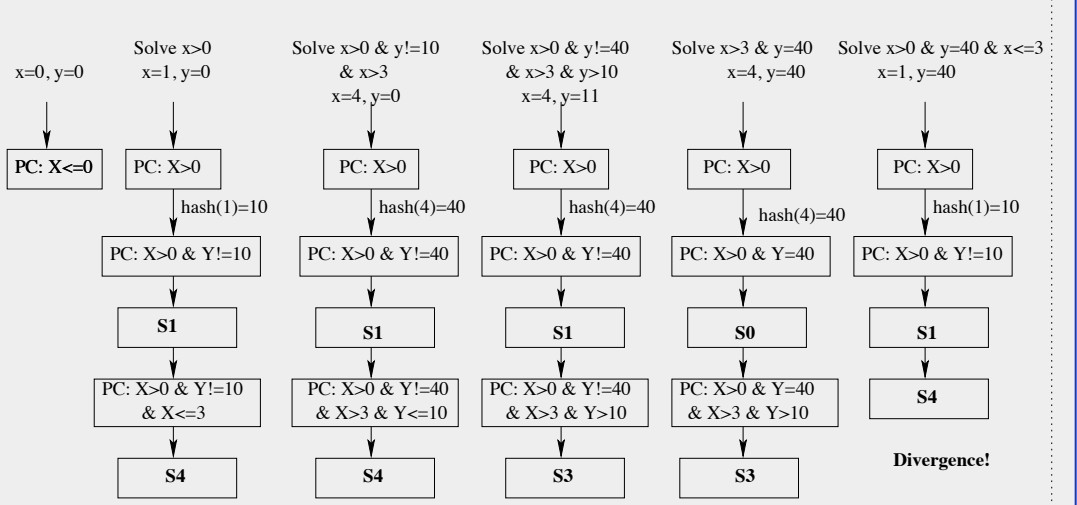 x=0, y=0
PC: X<=0
Solve x>0
x=1, y=0
PC: X>0
hash(1)=10
PC: X>0 & Y!=10
S1
PC: X>0 & Y!=10
& X<=3
S4
Solve x>0 & y!=10
& x>3
x=4, y=0
PC: X>0
hash(4)=40
PC: X>0 & Y!=40
S1
PC: X>0 & Y!=40
& X>3 & Y<=10
S4
Solve x>0 & y!=40
& x>3 & y>10
x=4, y=11
PC: X>0
hash(4)=40
PC: X>0 & Y!=40
S1
PC: X>0 & Y!=40
& X>3 & Y>10
S3
Solve x>3 & y=40
x=4, y=40
PC: X>0
hash(4)=40
PC: X>0 & Y=40
S0
PC: X>0 & Y=40
& X>3 & Y>10
S3
Solve x>0 & y=40 & x<=3
x=1, y=40
PC: X>0
hash(1)=10
PC: X>0 & Y!=10
S1
S4
Divergence!